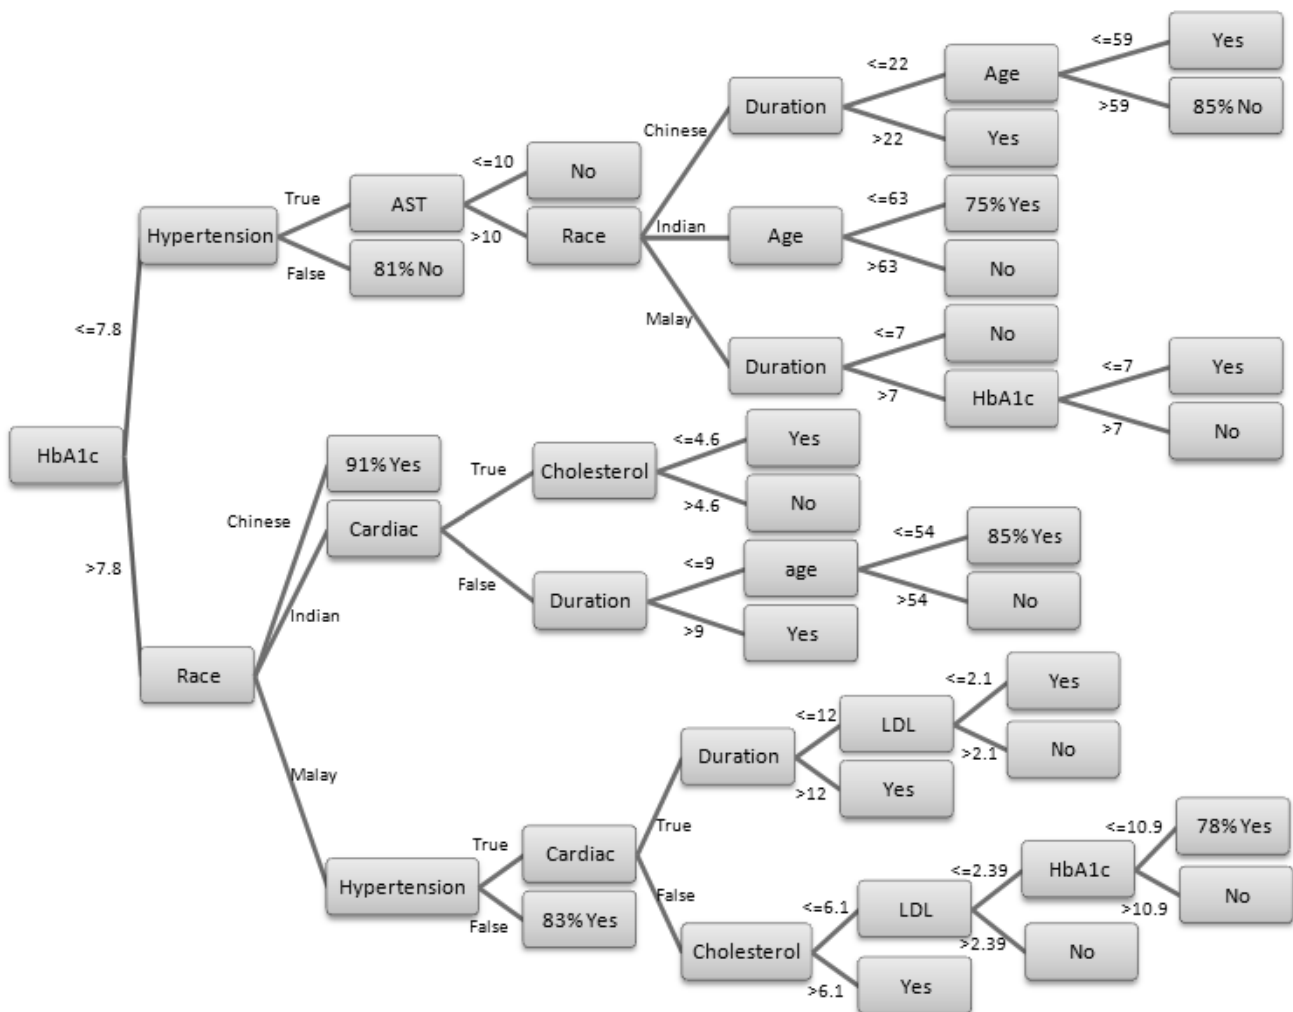 <=59
Yes
<=22
Age
Duration
>59
85% No
Chinese
>22
Yes
<=10
No
True
AST
<=63
75% Yes
Hypertension
>10
Race
Indian
Age
False
81% No
>63
No
Malay
<=7.8
<=7
No
Duration
<=7
Yes
>7
HbA1c
>7
No
HbA1c
<=4.6
Yes
91% Yes
True
Cholesterol
>4.6
No
Chinese
Cardiac
<=54
85% Yes
>7.8
<=9
age
False
Duration
>54
No
Indian
>9
Yes
Race
<=2.1
Yes
<=12
LDL
Duration
>2.1
No
Malay
>12
Yes
True
<=10.9
78% Yes
True
Cardiac
<=2.39
HbA1c
Hypertension
False
<=6.1
LDL
>10.9
No
False
83% Yes
>2.39
No
Cholesterol
>6.1
Yes